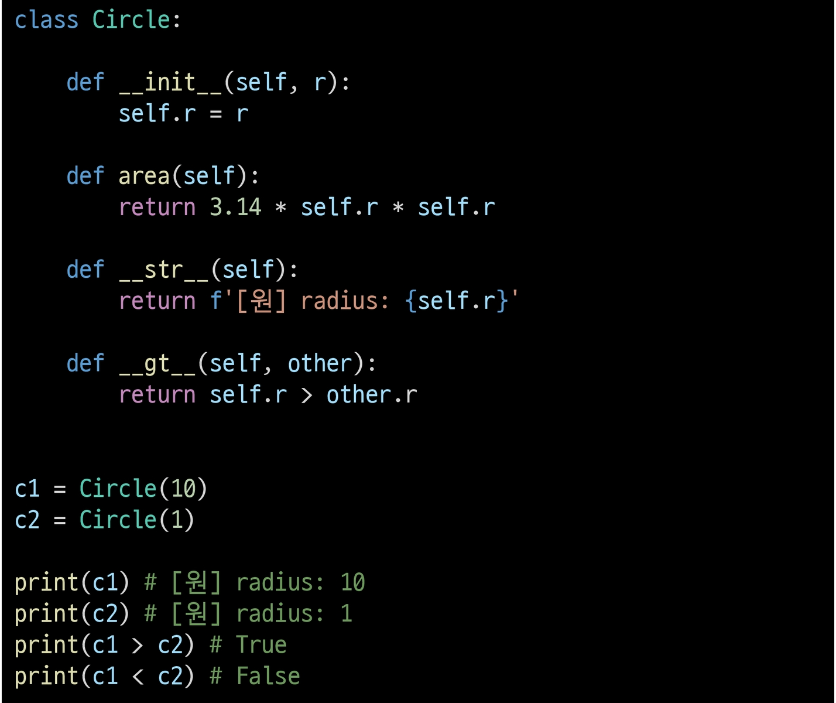 class Circle:
    def __init__(self, r):
        self.r = r
    def area(self):
        return 3.14 * self.r * self.r
    def __str__(self):
        return f'[원] radius: {self.r}'
    def __gt__(self, other):
        return self.r > other.r
c1 = Circle(10)
c2 = Circle(1)
print(c1) # [원] radius: 10
print(c2) # [원] radius: 1
print(c1 > c2) # True
print(c1 < c2) # False